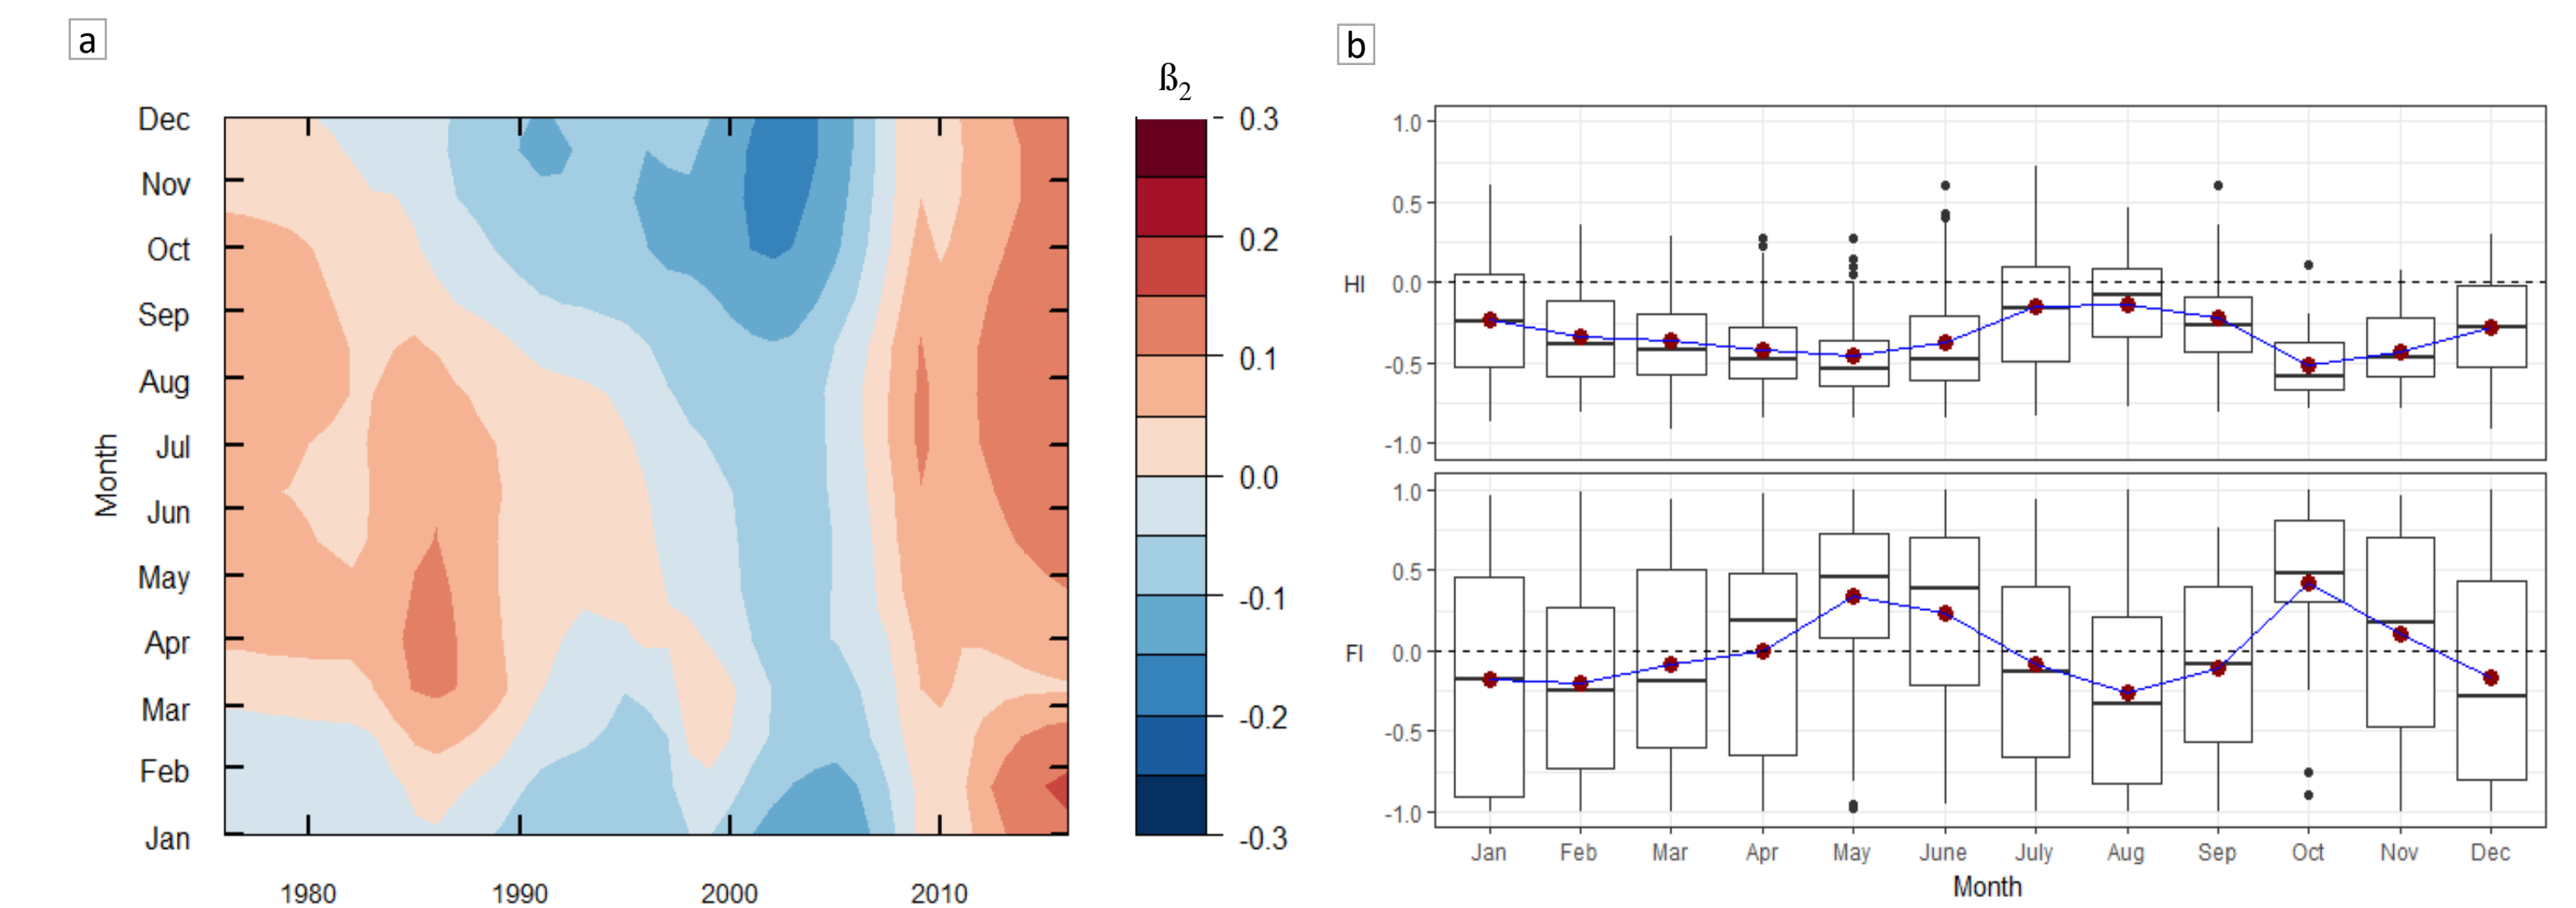 a
ß2
Dec
Nov
Oct
Sep
Aug
Jul
Jun
May
Apr
Mar
Feb
Jan
Month
1980
1990
2000
2010
0.3
0.2
0.1
0.0
-0.1
-0.2
-0.3
b
HI
1.0
0.5
0.0
-0.5
-1.0
FI
1.0
0.5
0.0
-0.5
-1.0
Jan Feb Mar Apr May June July Aug Sep Oct Nov Dec
Month